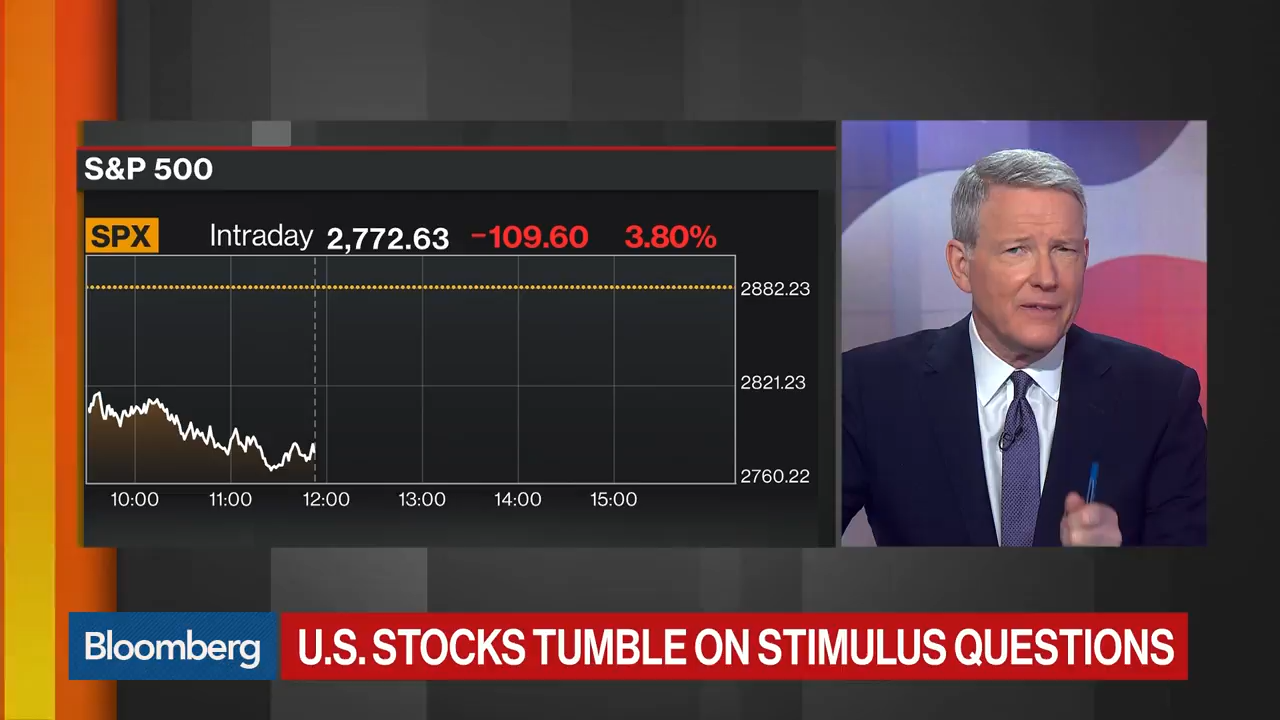 S&P 500
SPX Intraday 2,772.63 −109.60 3.80%
2882.23
2821.23
2760.22
10:00 11:00 12:00 13:00 14:00 15:00
Bloomberg U.S. STOCKS TUMBLE ON STIMULUS QUESTIONS